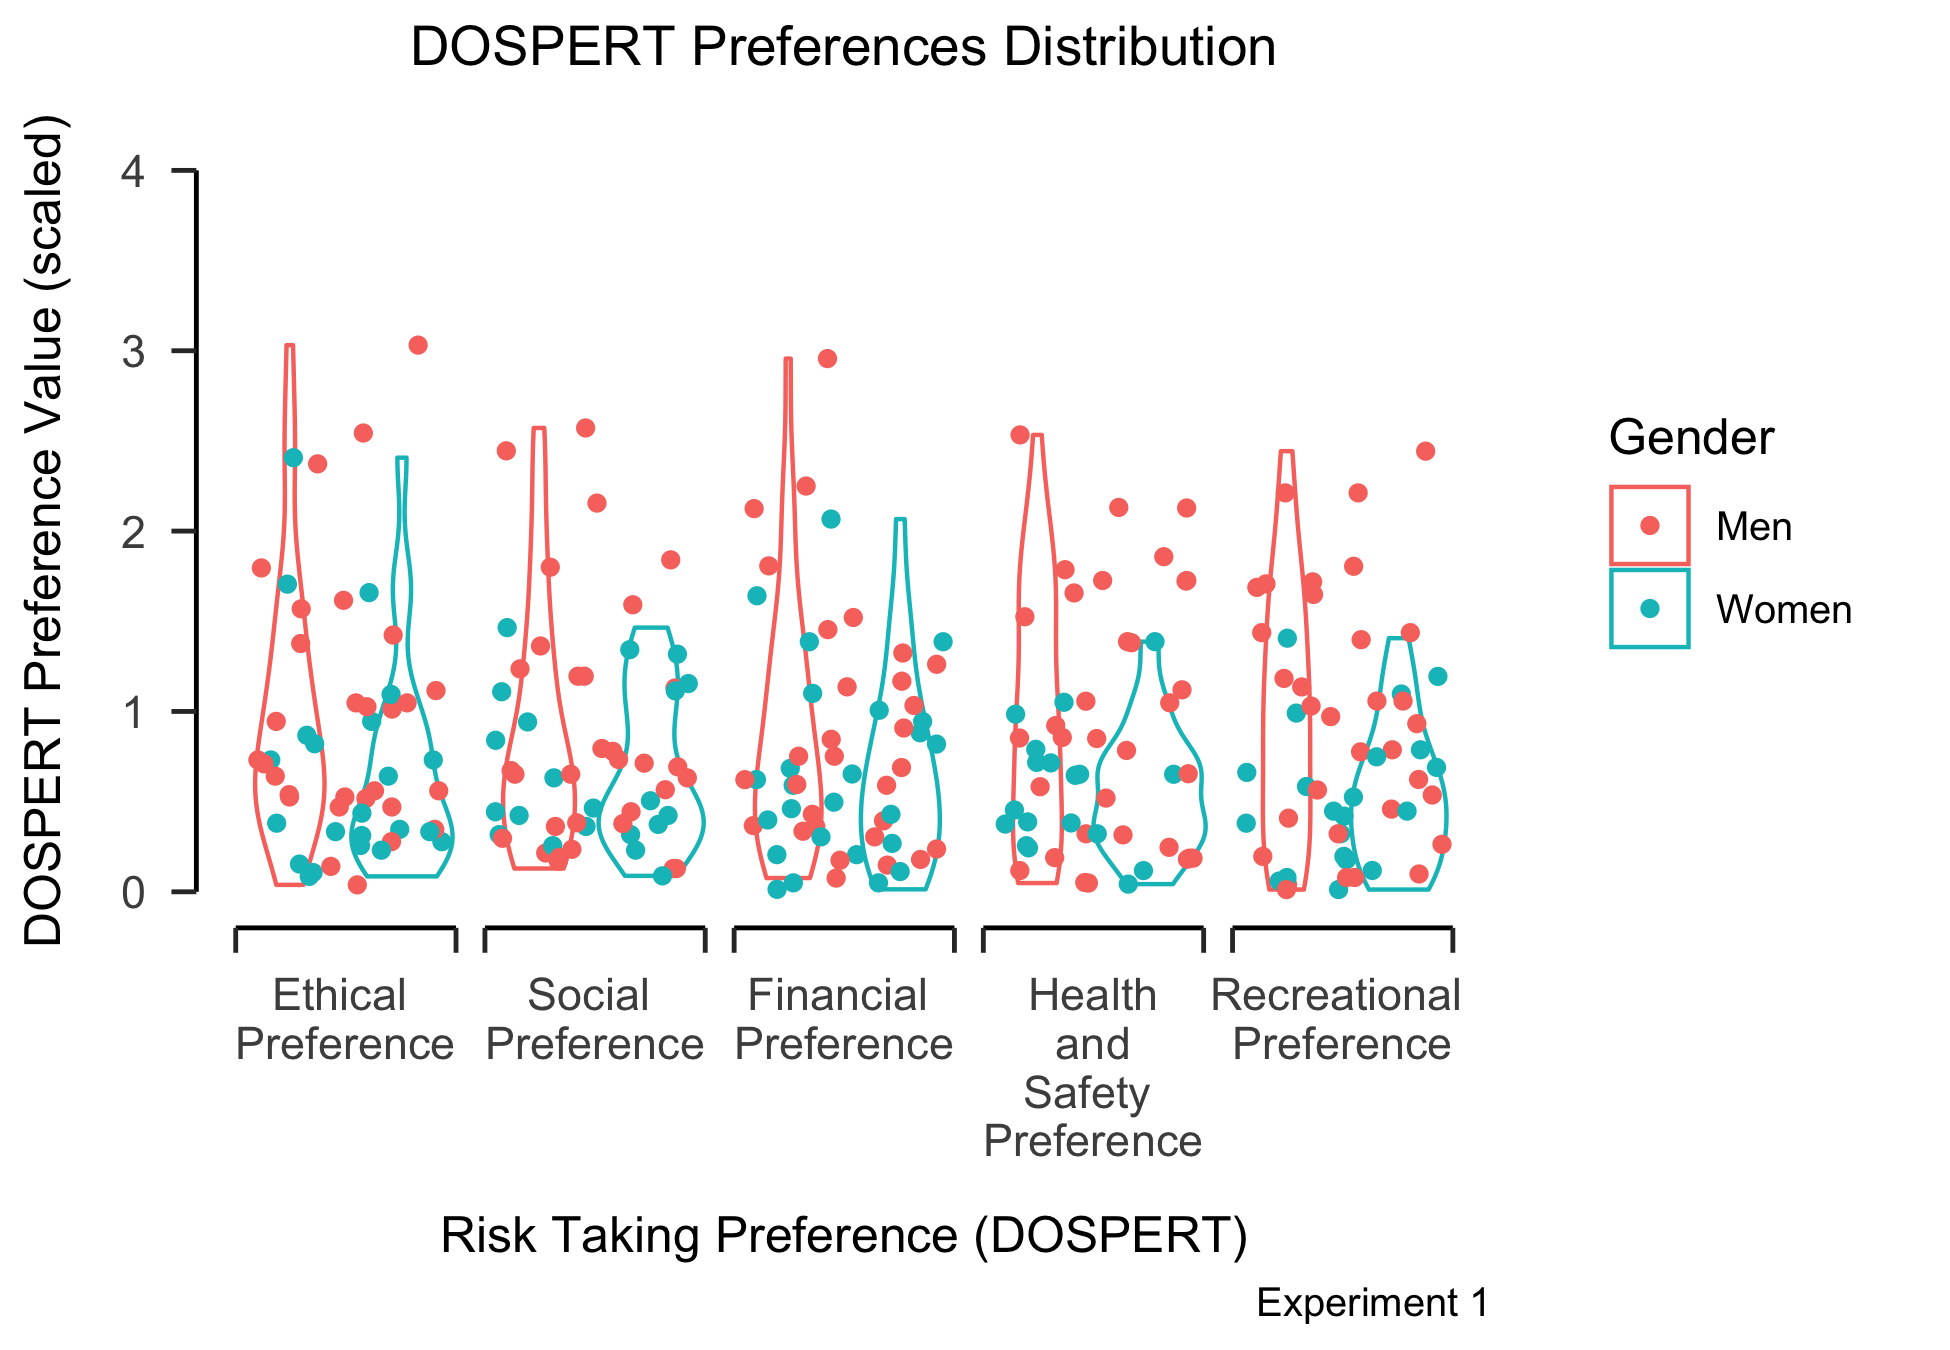 DOSPERT Preferences Distribution
DOSPERT Preference Value (scaled)
4
3
2
1
0
Ethical
Preference
Social
Preference
Financial
Preference
Health
and
Safety
Preference
Recreational
Preference
Risk Taking Preference (DOSPERT)
Gender
Men
Women
Experiment 1